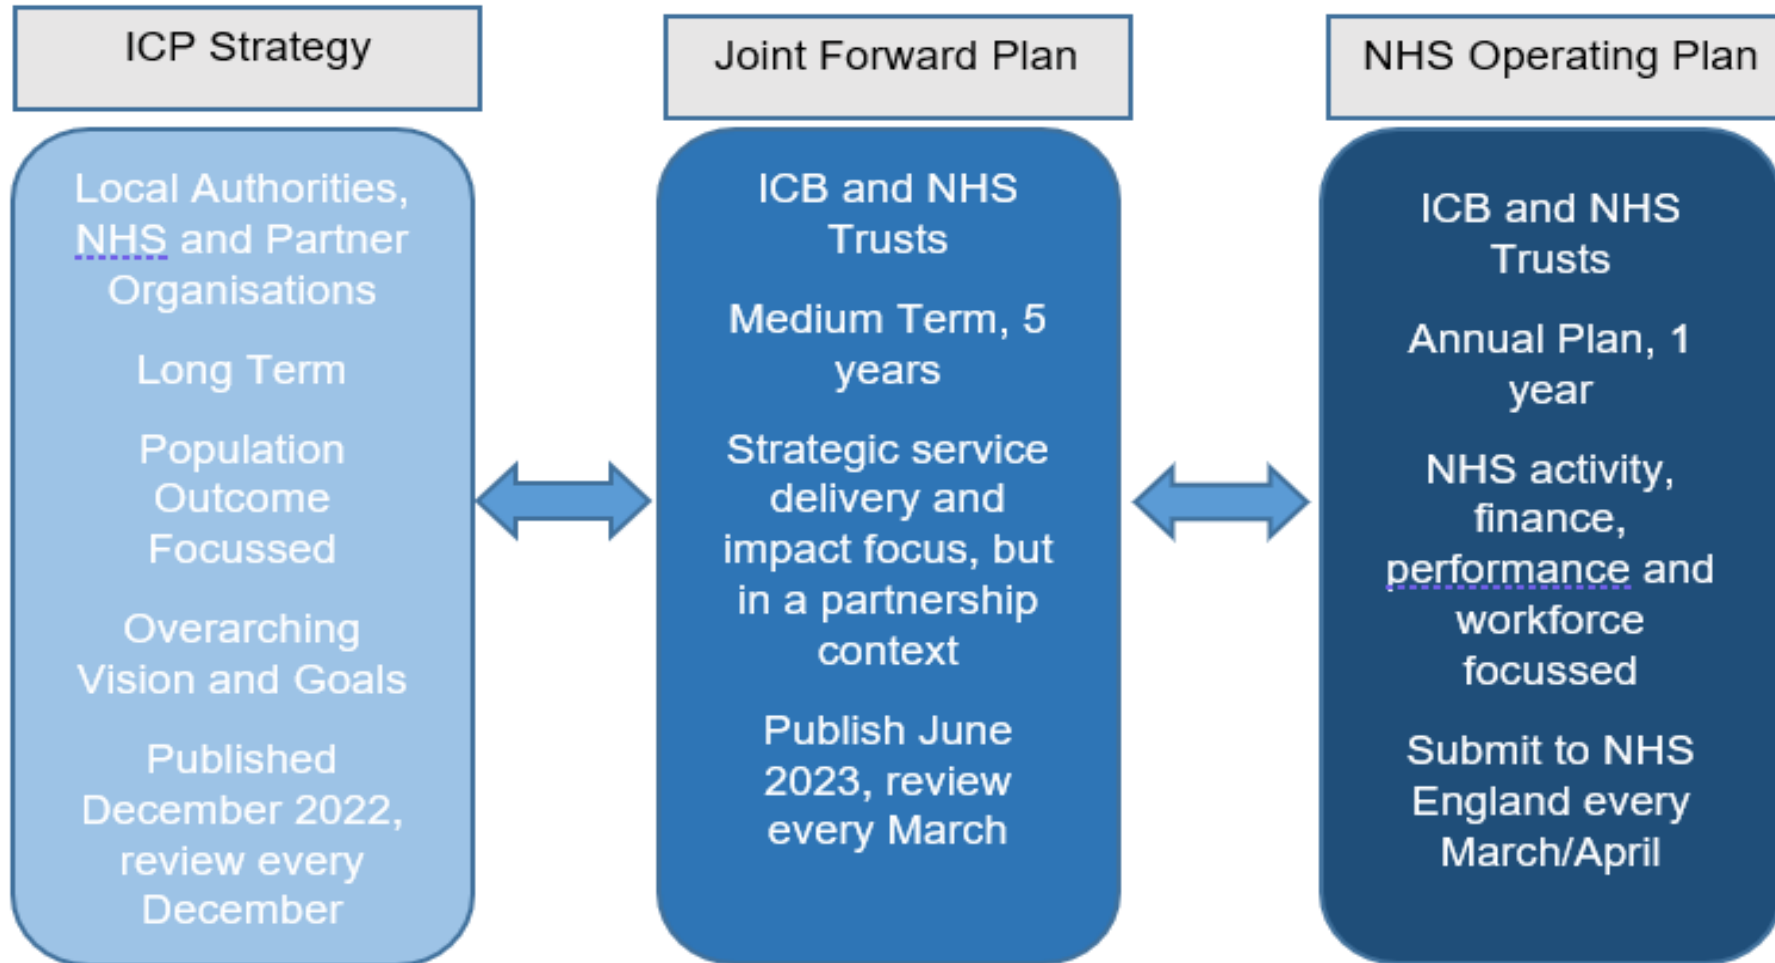 ICP Strategy
Local Authorities,
NHS and Partner
Organisations
Long Term
Population
Outcome
Focussed
Overarching
Vision and Goals
Published
December 2022,
review every
December
Joint Forward Plan
ICB and NHS
Trusts
Medium Term, 5
years
Strategic service
delivery and
impact focus, but
in a partnership
context
Publish June
2023, review
every March
NHS Operating Plan
ICB and NHS
Trusts
Annual Plan, 1
year
NHS activity,
finance,
performance and
workforce
focussed
Submit to NHS
England every
March/April